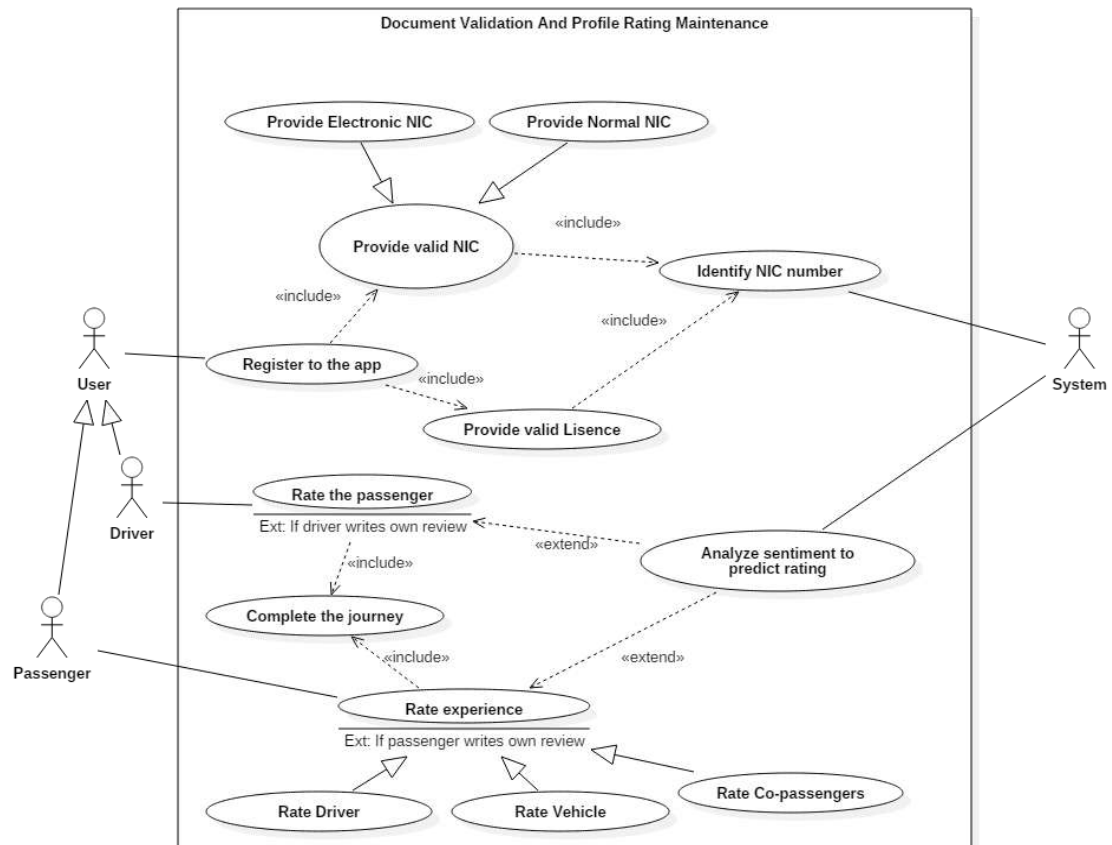 Document Validation And Profile Rating Maintenance
Provide Electronic NIC
Provide Normal NIC
Provide valid NIC
«include»
Identify NIC number
«include»
«include»
User
Register to the app
«include»
System
Provide valid Lisence
Driver
Rate the passenger
Ext: If driver writes own review
«extend»
Analyze sentiment to
predict rating
«include»
Complete the journey
Passenger
«include»
«extend»
Rate experience
Ext: If passenger writes own review
Rate Driver
Rate Vehicle
Rate Co-passengers